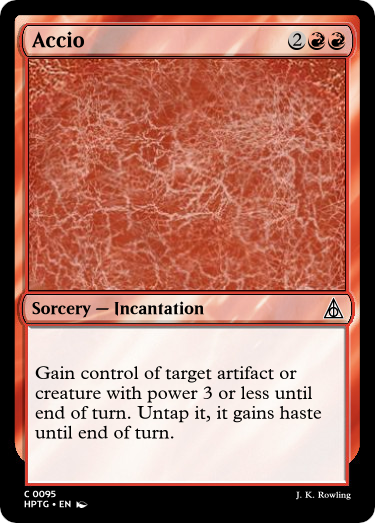 Accio 2
Sorcery — Incantation
Gain control of target artifact or
creature with power 3 or less until
end of turn. Untap it, it gains haste
until end of turn.
C 0095
HPTG • EN J. K. Rowling